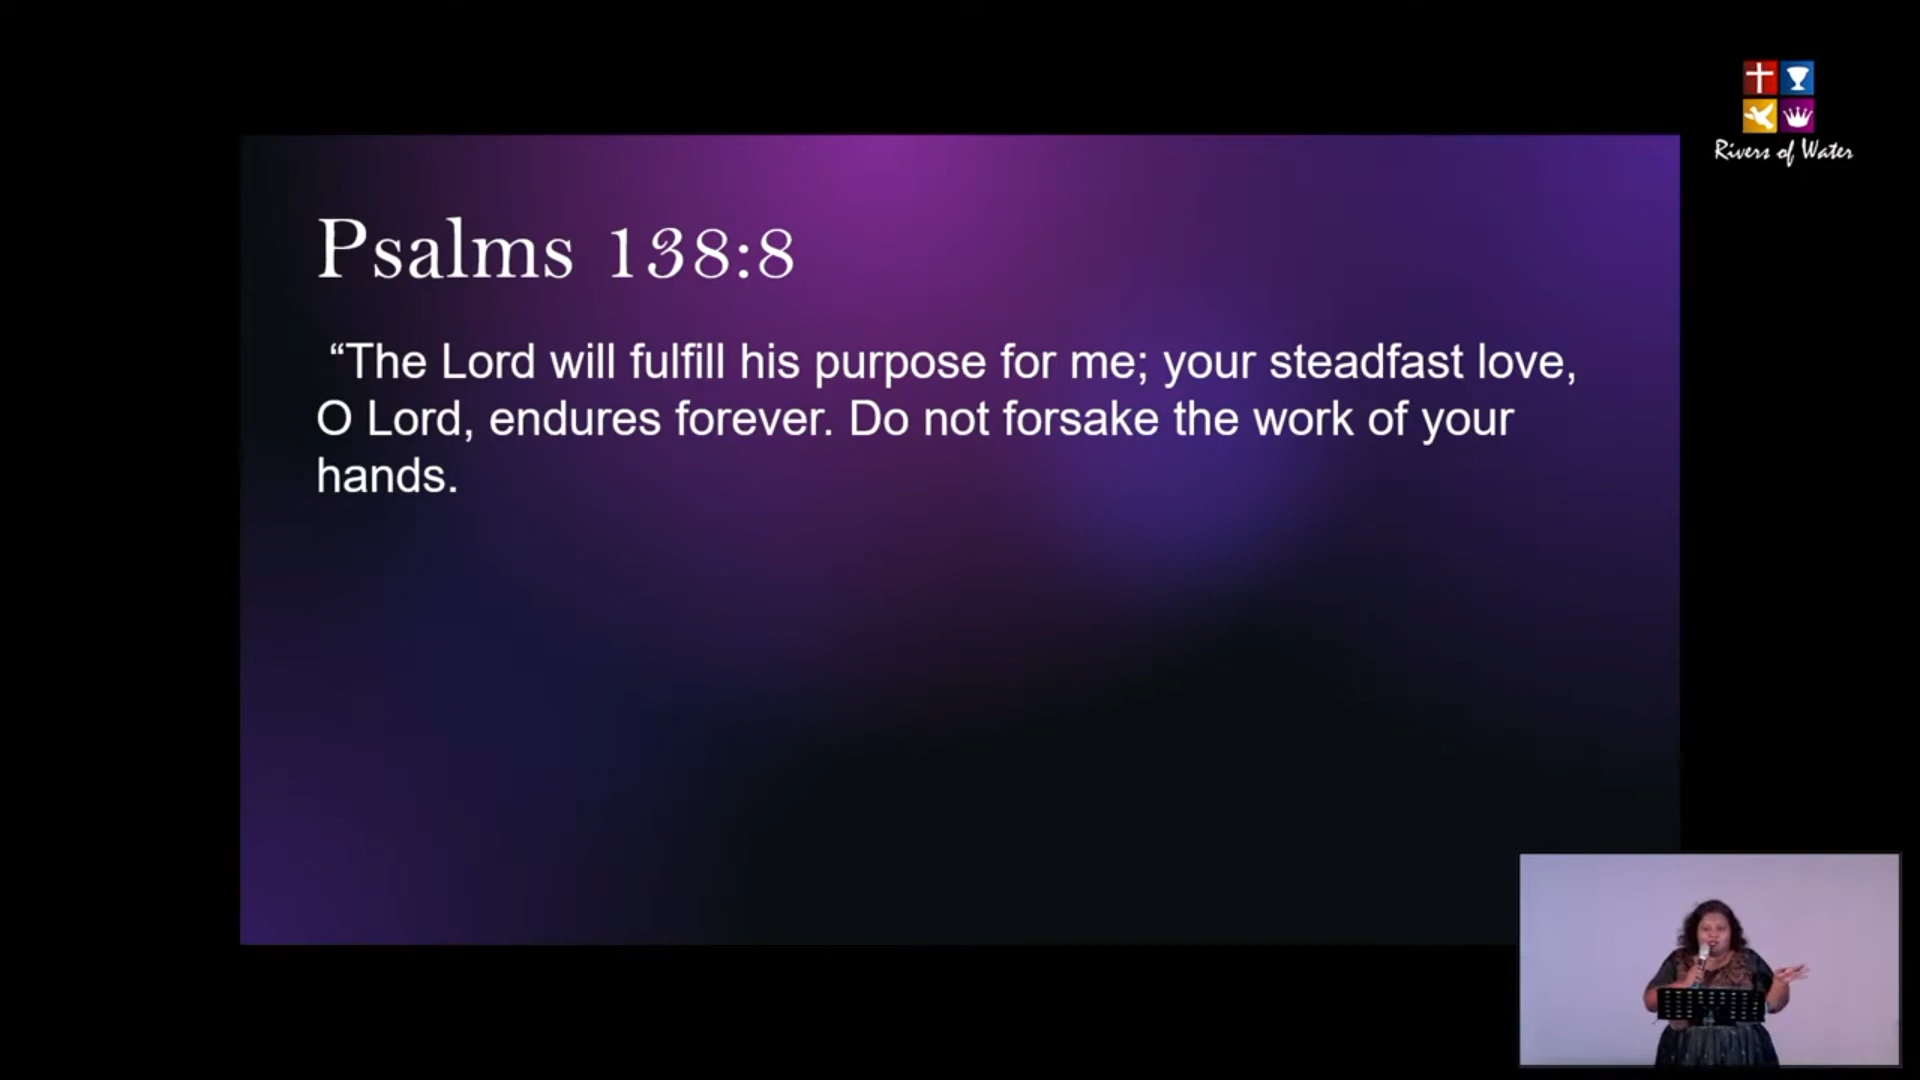 Rivers of Water
Psalms 138:8
“The Lord will fulfill his purpose for me; your steadfast love,
O Lord, endures forever. Do not forsake the work of your
hands.